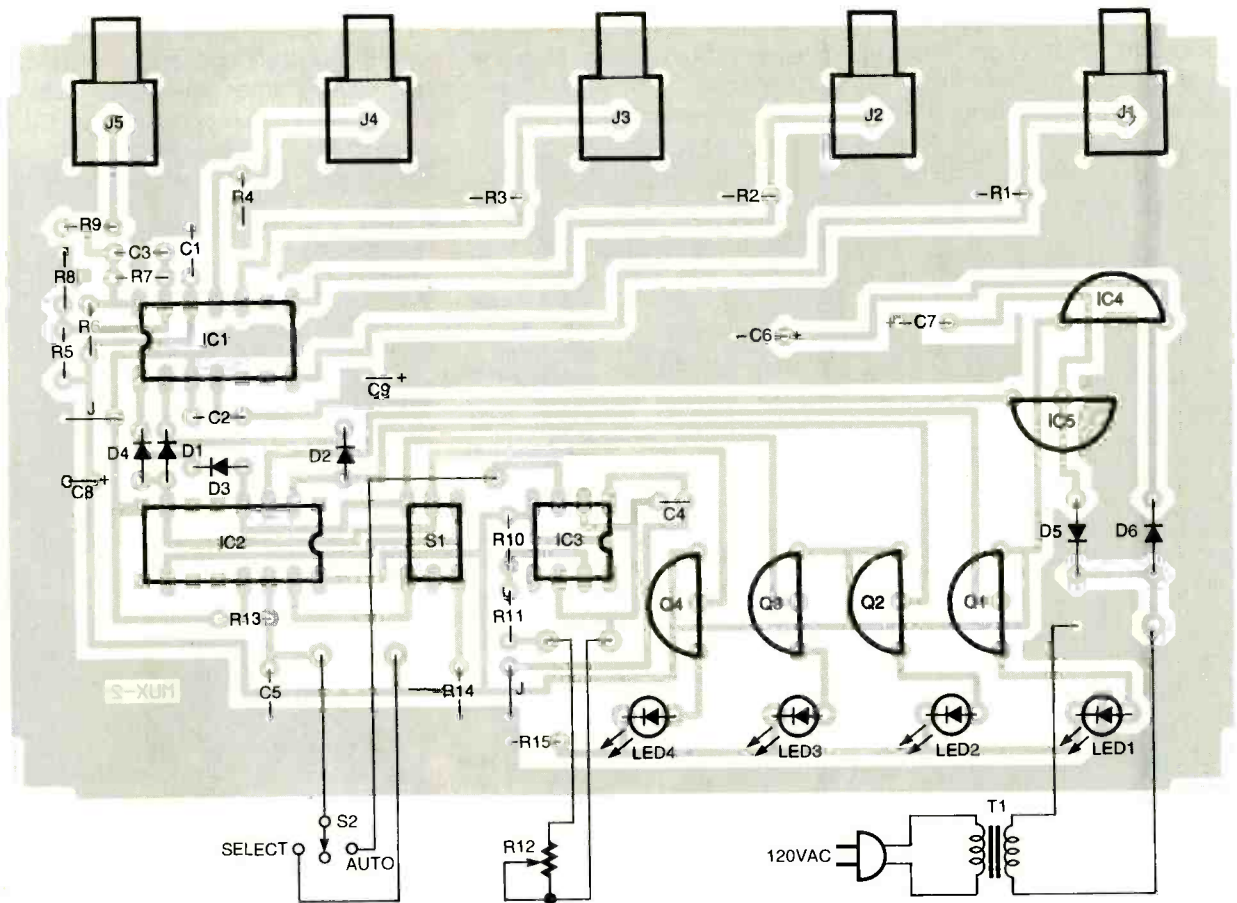 J5 J4 J3 J2 J1
R4 -R3- -R2- -R1-
-R9-
-C3- C1
R8 -R7-
IC4
R6 IC1 -C6-+ +-C7-
R5
C9 +
J -C2- IC5
D4 D1 D2
D3
C8 +
C4
IC2 S1 R10 IC3 D5 D6
R11 Q4 Q3 Q2 Q1
R13
C5 R14 J
MUX-2
-R15- LED4 LED3 LED2 LED1
S2 T1
SELECT AUTO R12 120VAC